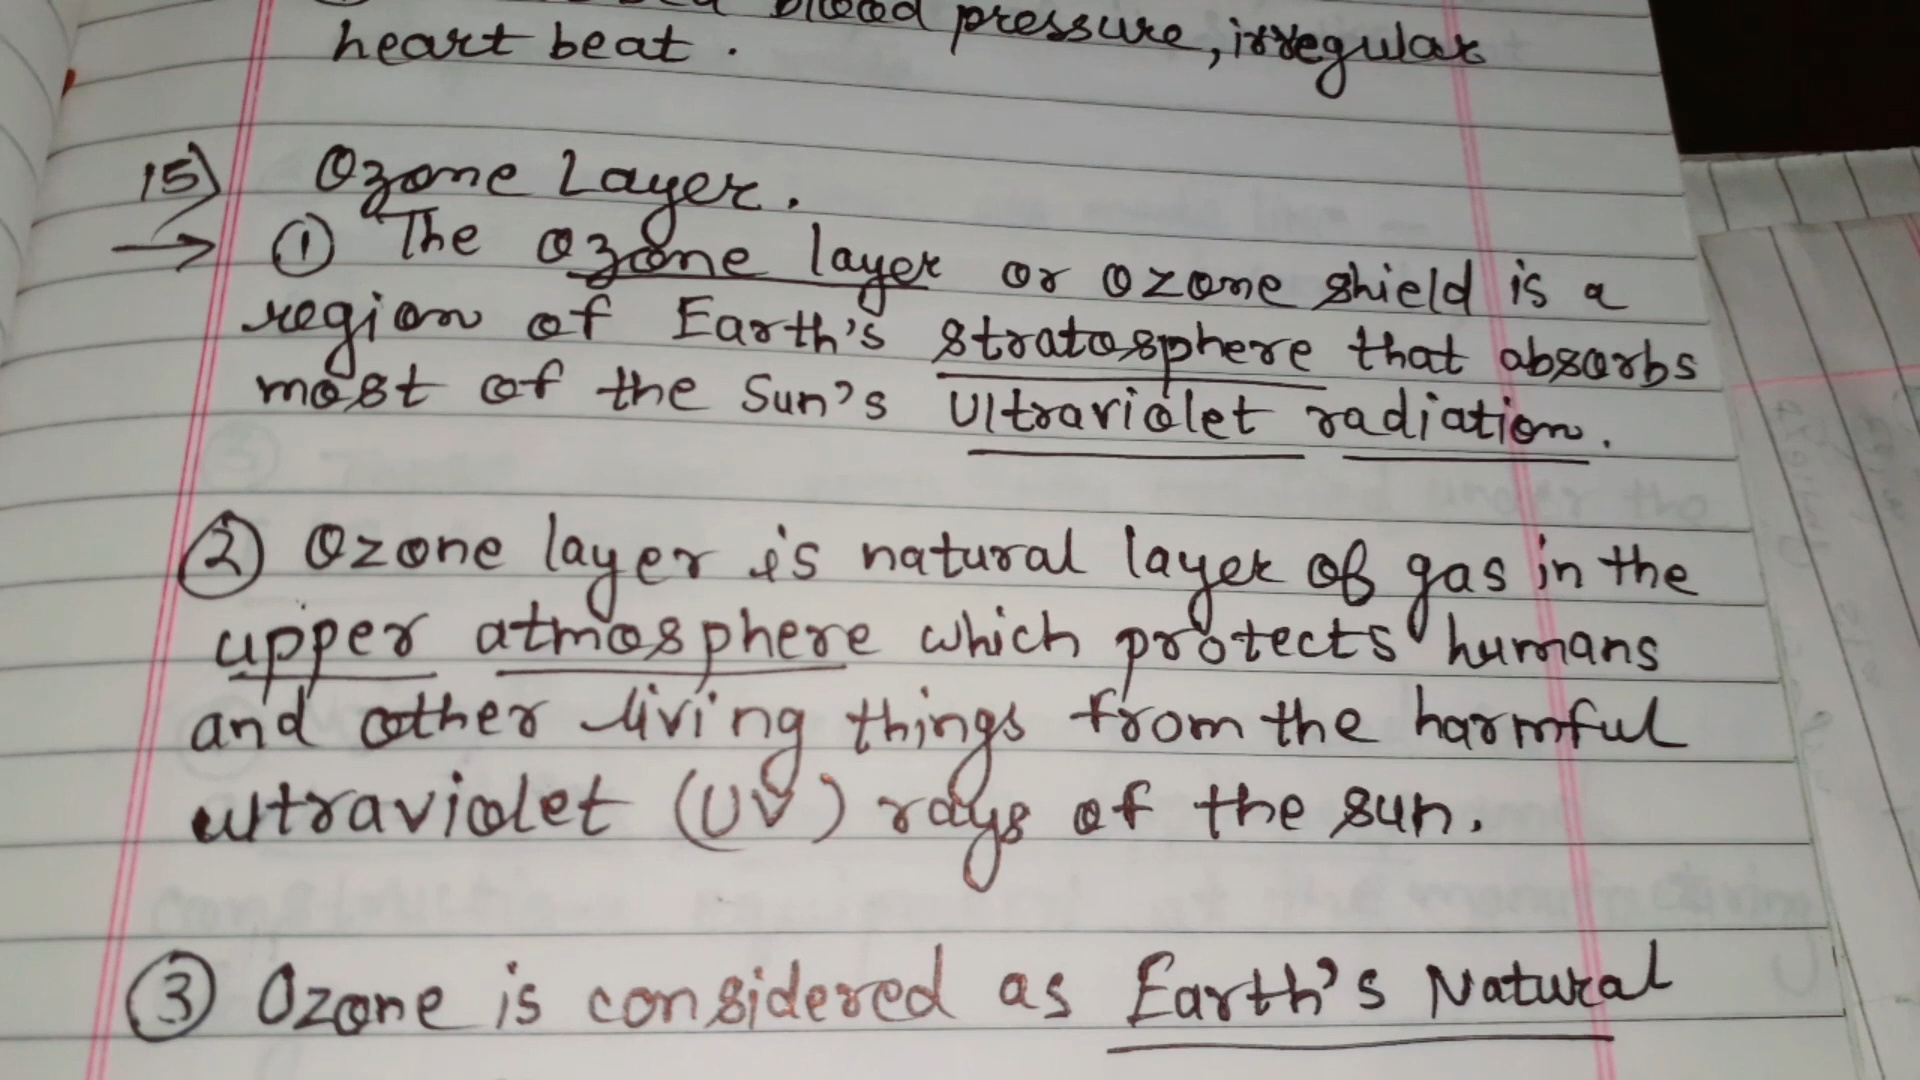 blood pressure, irregular
heart beat.
15) Ozone Layer.
→ ① The ozone layer or ozone shield is a
region of Earth's stratosphere that absorbs
most of the Sun's Ultraviolet radiation.
② Ozone layer is natural layer of gas in the
upper atmosphere which protects humans
and other living things from the harmful
ultraviolet (UV) rays of the sun.
③ Ozone is considered as Earth's Natural